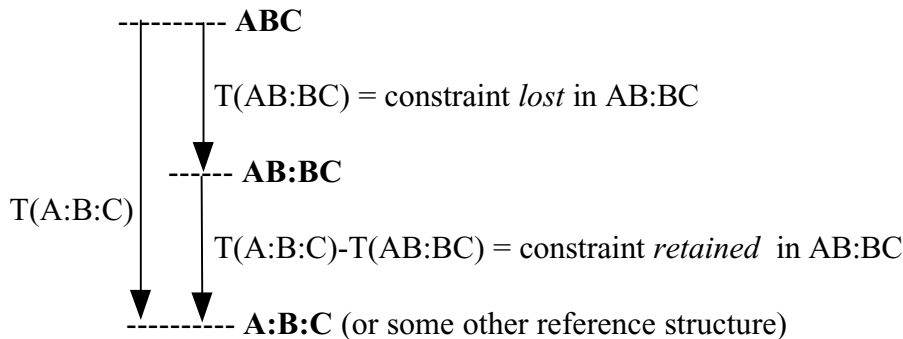 ABC
T(AB:BC) = constraint lost in AB:BC
AB:BC
T(A:B:C)
T(A:B:C)-T(AB:BC) = constraint retained in AB:BC
A:B:C (or some other reference structure)